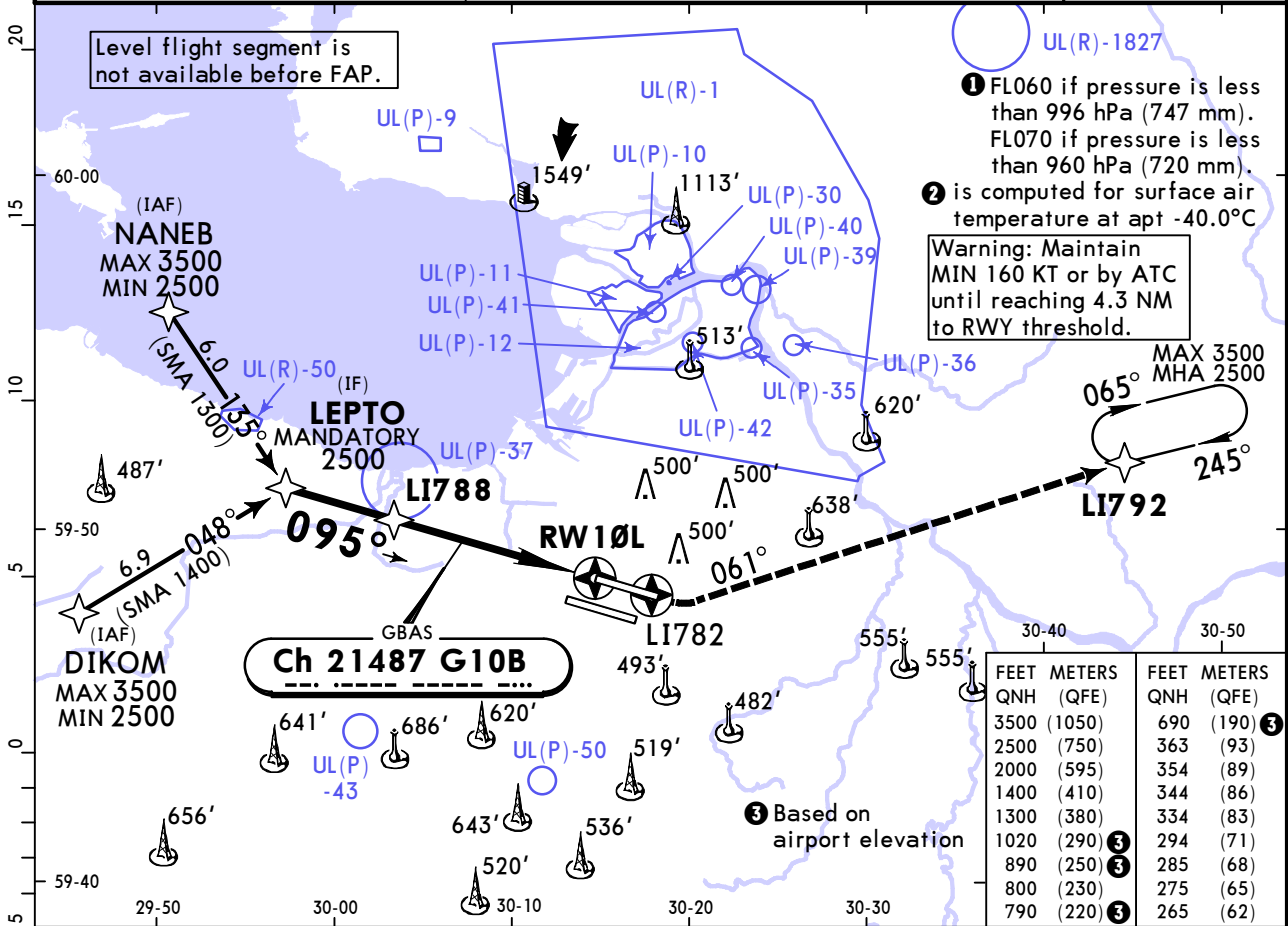 Level flight segment is
not available before FAP.
UL(R)-1827
❶ FL060 if pressure is less
than 996 hPa (747 mm).
FL070 if pressure is less
than 960 hPa (720 mm).
❷ is computed for surface air
temperature at apt -40.0°C
Warning: Maintain
MIN 160 KT or by ATC
until reaching 4.3 NM
to RWY threshold.
UL(R)-1
UL(P)-9
UL(P)-10
1549'
1113'
UL(P)-30
UL(P)-40
UL(P)-39
UL(P)-11
UL(P)-41
UL(P)-12
513'
UL(P)-36
UL(P)-35
UL(P)-42
620'
20
60-00
15
10
59-50
5
0
59-40
5
(IAF)
NANEB
MAX 3500
MIN 2500
6.0
135°
(SMA 1300)
UL(R)-50
(IF)
LEPTO
MANDATORY
2500
UL(P)-37
LI788
487'
095°
6.9
048°
(SMA 1400)
(IAF)
DIKOM
MAX 3500
MIN 2500
500'
500'
500'
638'
RW10L
LI782
061°
MAX 3500
MHA 2500
065°
245°
LI792
GBAS
Ch 21487 G10B
493'
482'
555'
555'
641'
UL(P)
-43
686'
620'
UL(P)-50
519'
643'
536'
520'
656'
❸ Based on
airport elevation
30-40 30-50
FEET METERS FEET METERS
QNH (QFE) QNH (QFE)
3500 (1050) 690 (190) ❸
2500 (750) 363 (93)
2000 (595) 354 (89)
1400 (410) 344 (86)
1300 (380) 334 (83)
1020 (290) ❸ 294 (71)
890 (250) ❸ 285 (68)
800 (230) 275 (65)
790 (220) ❸ 265 (62)
29-50 30-00 30-10 30-20 30-30